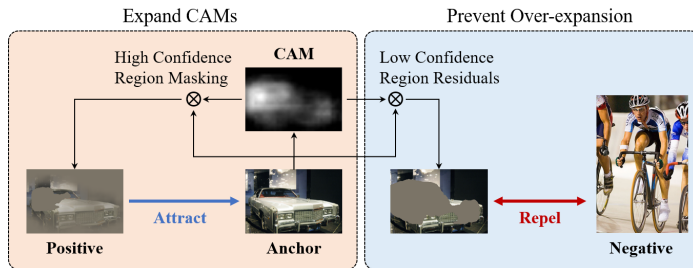 Expand CAMs
Prevent Over-expansion
High Confidence
Region Masking
CAM
Low Confidence
Region Residuals
Attract
Repel
Positive
Anchor
Negative